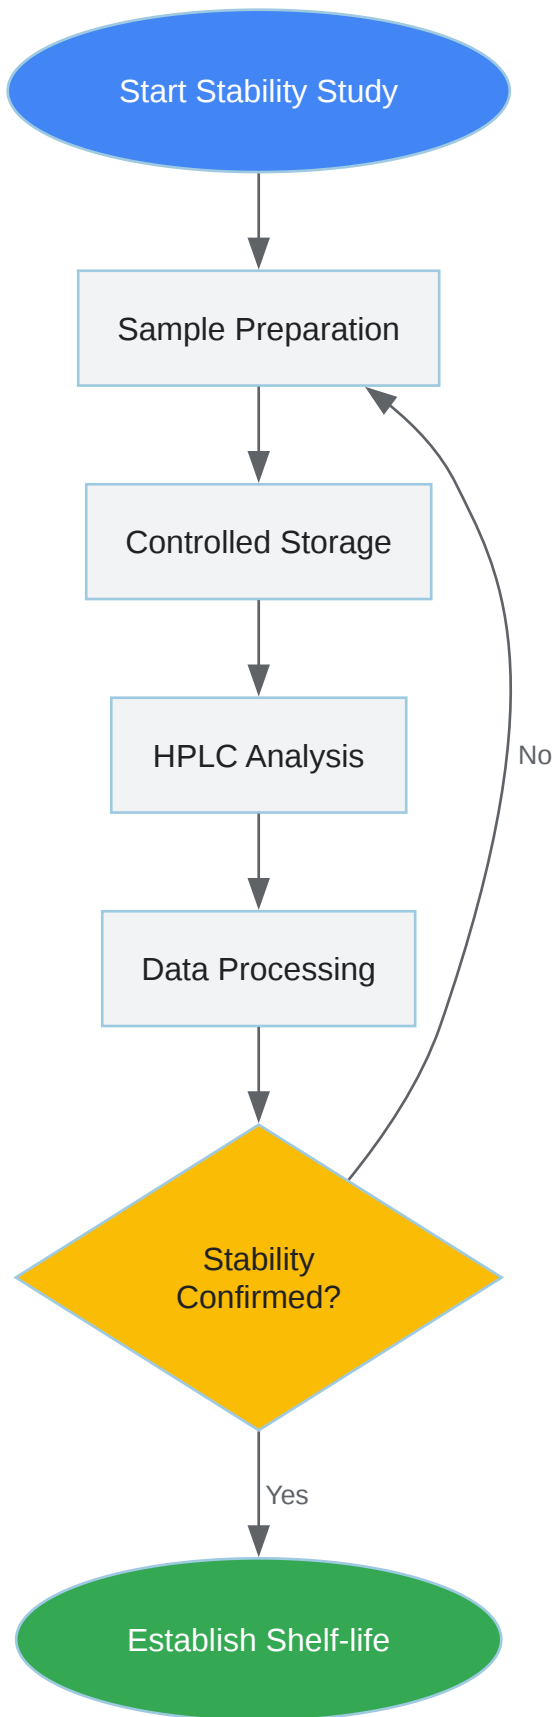 Start Stability Study
Sample Preparation
Controlled Storage
HPLC Analysis
No
Data Processing
Stability
Confirmed?
Yes
Establish Shelf-life